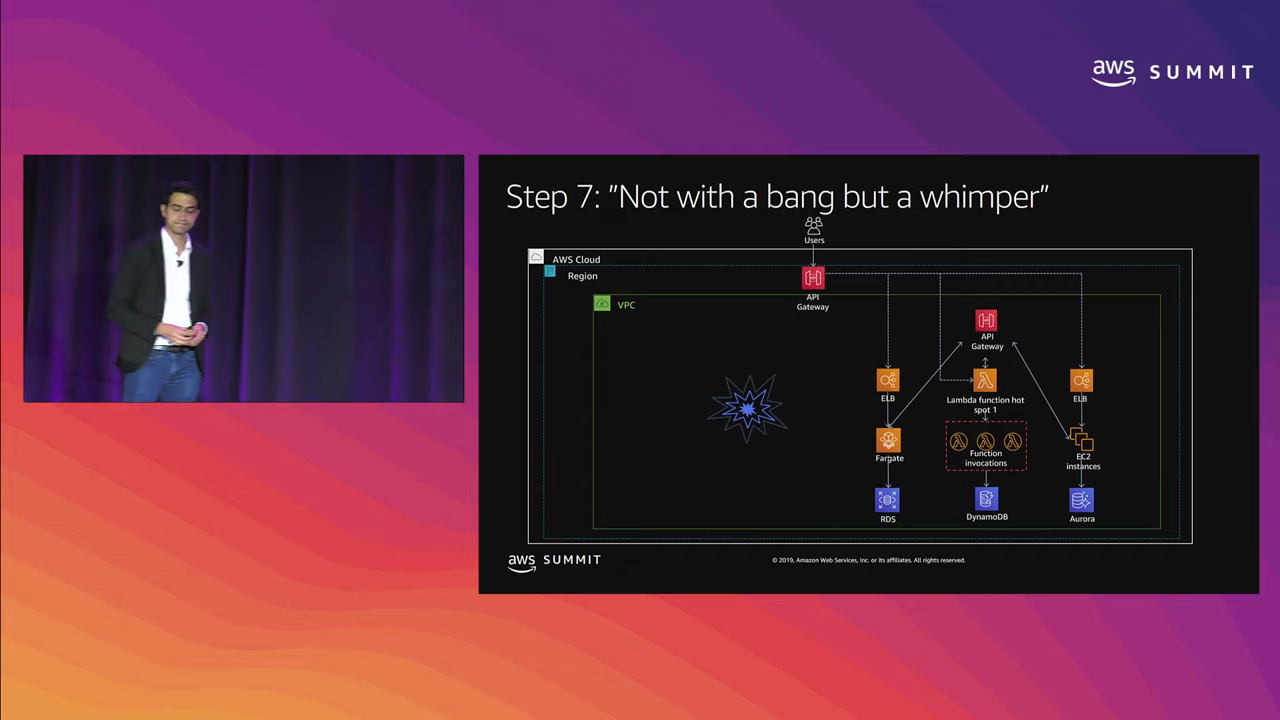 aws SUMMIT
Step 7: ”Not with a bang but a whimper”
Users
AWS Cloud
Region
API
Gateway
VPC
API
Gateway
ELB
Lambda function hot
spot 1
ELB
Fargate
Function
invocations
EC2
instances
RDS
DynamoDB
Aurora
aws SUMMIT
© 2019, Amazon Web Services, Inc. or its affiliates. All rights reserved.